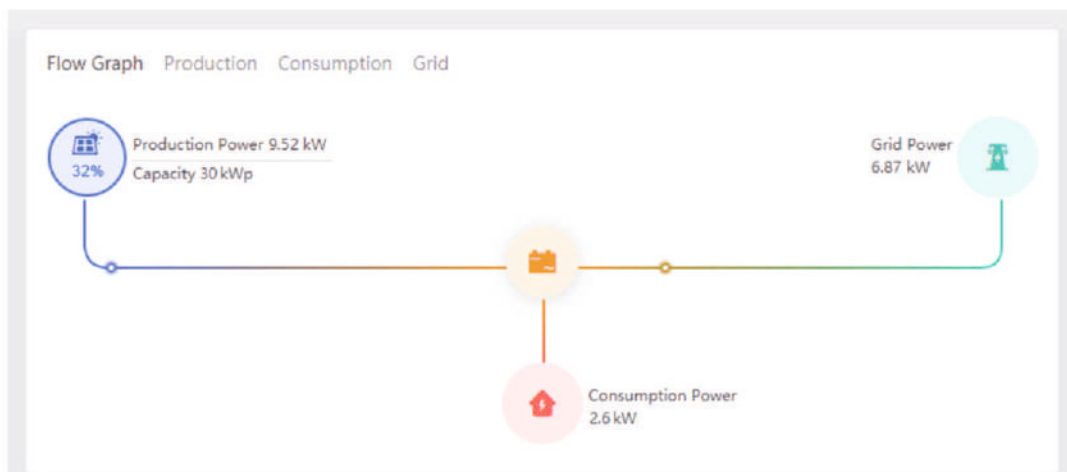 Flow Graph Production Consumption Grid
Production Power 9.52 kW
Capacity 30 kWp
32%
Grid Power
6.87 kW
Consumption Power
2.6 kW